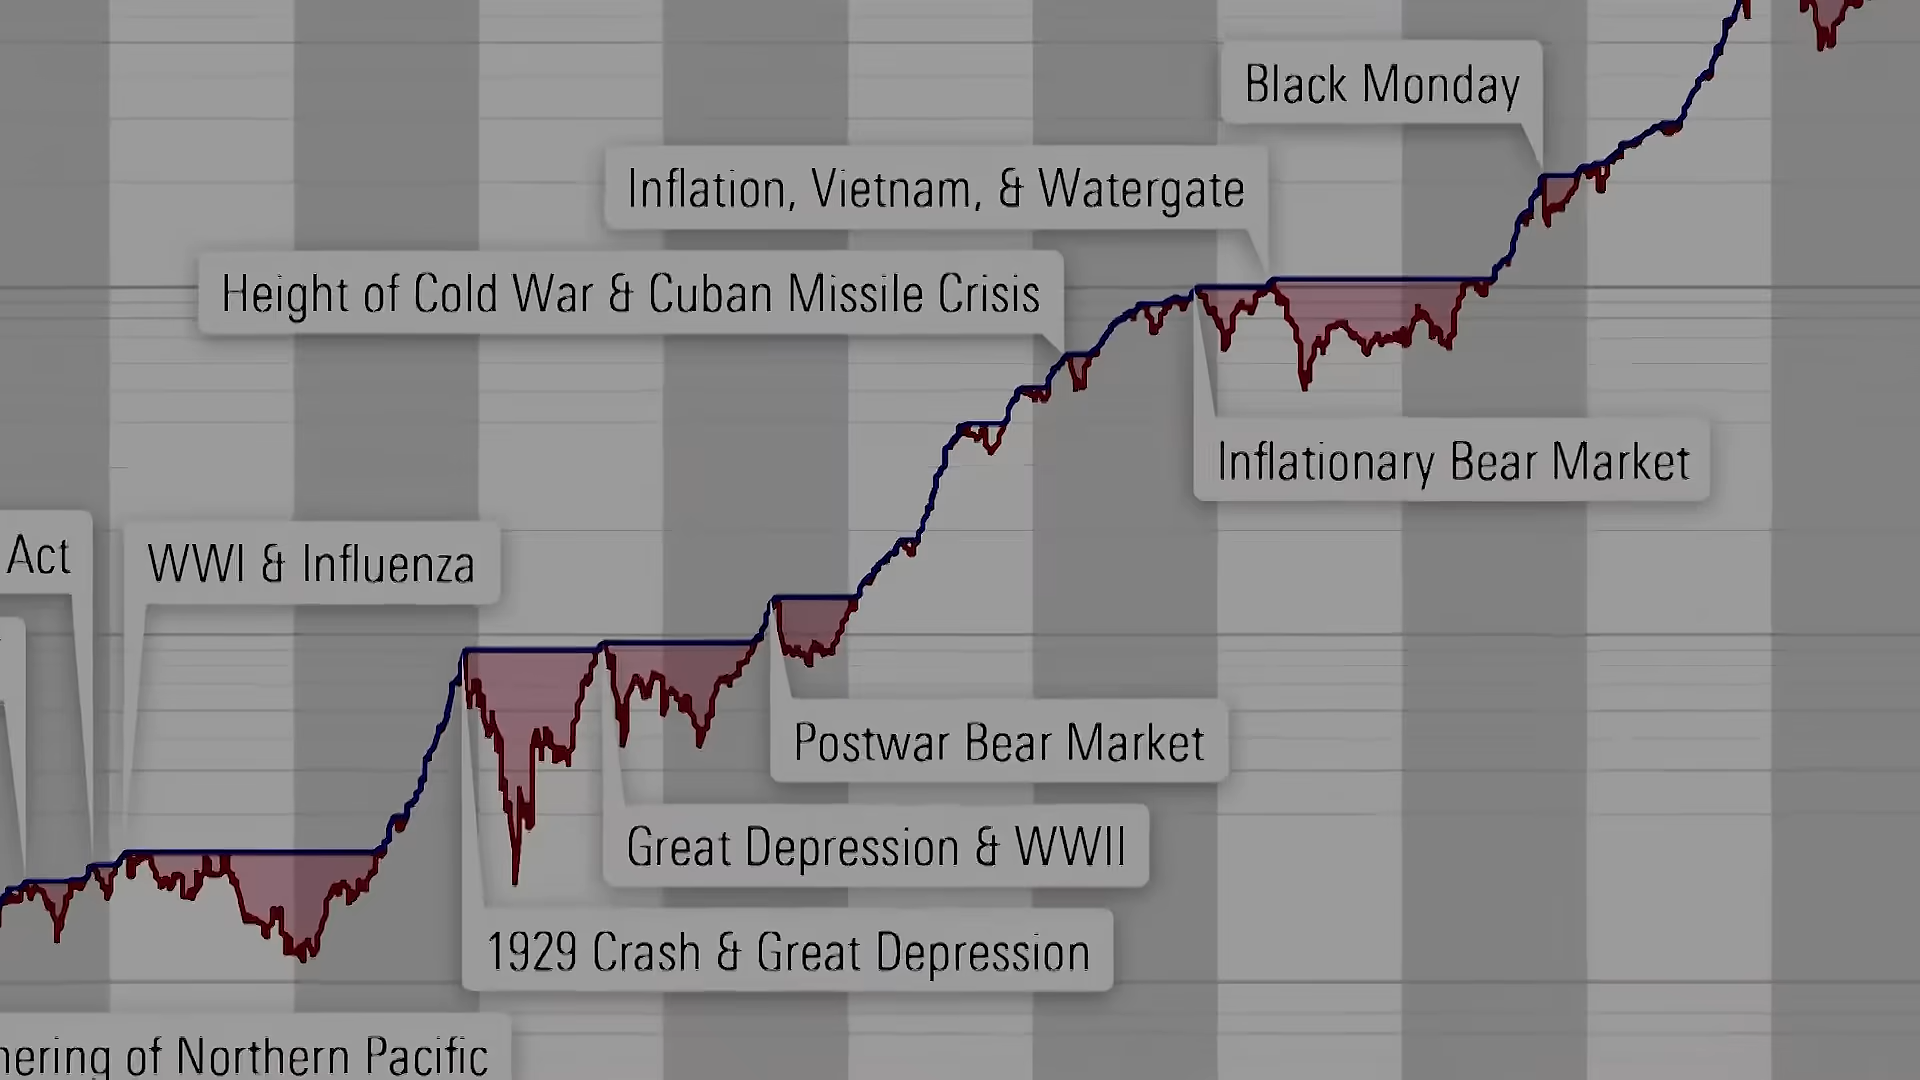 Black Monday
Inflation, Vietnam, & Watergate
Height of Cold War & Cuban Missile Crisis
Inflationary Bear Market
Act
WWI & Influenza
Postwar Bear Market
Great Depression & WWII
1929 Crash & Great Depression
of Northern Pacific